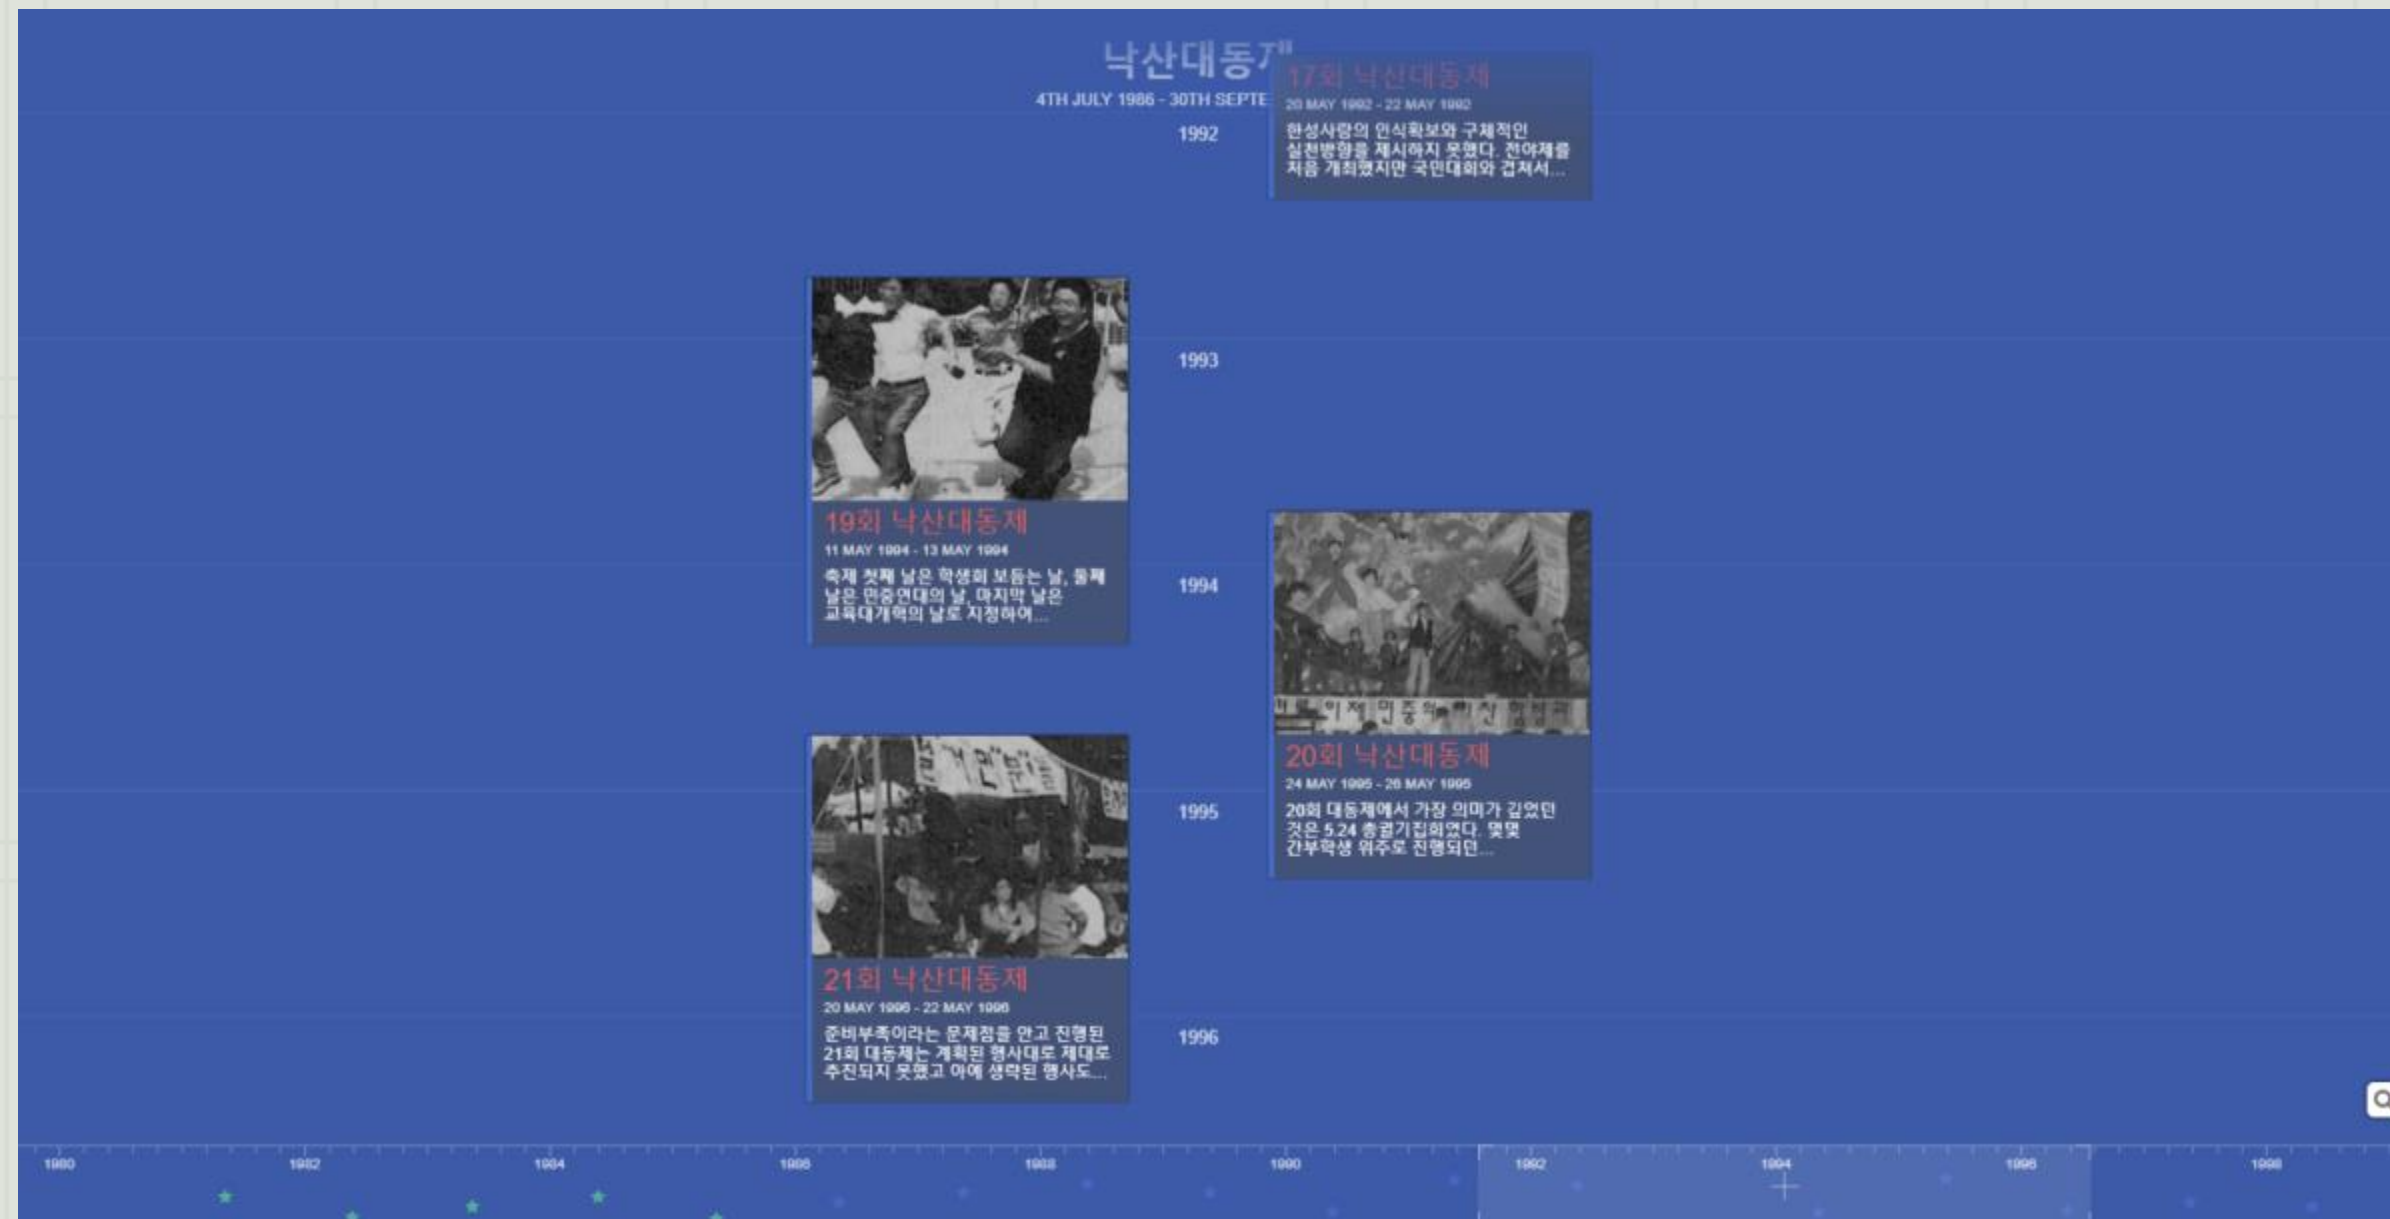 낙산대동제
4TH JULY 1986 - 30TH SEPTE
17회 낙산대동제
20 MAY 1992 - 22 MAY 1992
한성사랑의 인식확보와 구체적인
실천방향을 제시하지 못했다. 전야제를
처음 개최했지만 국민대회와 겹쳐서...
1992
1993
19회 낙산대동제
11 MAY 1994 - 13 MAY 1994
축제 첫째 날은 학생회 보듬는 날, 둘째
날은 민중연대의 날, 마지막 날은
교육대개혁의 날로 지정하여...
1994
이제 민중의
20회 낙산대동제
24 MAY 1995 - 26 MAY 1995
20회 대동제에서 가장 의미가 깊었던
것은 5.24 총궐기집회였다. 몇몇
간부학생 위주로 진행되던...
1995
21회 낙산대동제
20 MAY 1996 - 22 MAY 1996
준비부족이라는 문제점을 안고 진행된
21회 대동제는 계획된 행사대로 제대로
추진되지 못했고 아예 생략된 행사도...
1996
1980 1982 1984 1986 1988 1990 1992 1994 1996 1998